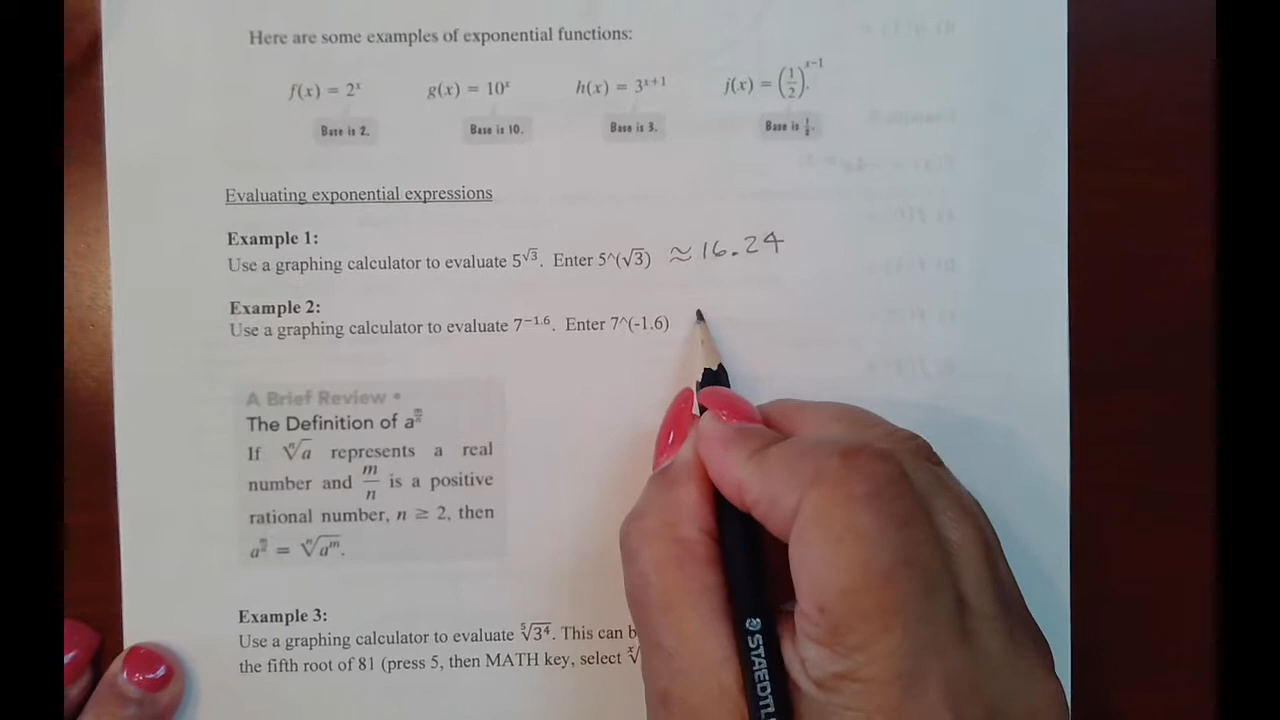 Here are some examples of exponential functions:
f(x) = 2ˣ g(x) = 10ˣ h(x) = 3ˣ⁺¹ j(x) = (1/2)ˣ⁻¹.
Base is 2. Base is 10. Base is 3. Base is 1/2.
Evaluating exponential expressions
Example 1:
Use a graphing calculator to evaluate 5^√3. Enter 5^(√3) ≈ 16.24
Example 2:
Use a graphing calculator to evaluate 7⁻¹·⁶. Enter 7^(-1.6)
A Brief Review •
The Definition of a^(m/n)
If ⁿ√a represents a real
number and m/n is a positive
rational number, n ≥ 2, then
a^(m/n) = ⁿ√aᵐ.
Example 3:
Use a graphing calculator to evaluate ⁵√3⁴. This can
the fifth root of 81 (press 5, then MATH key, select ˣ√
STAEDTL